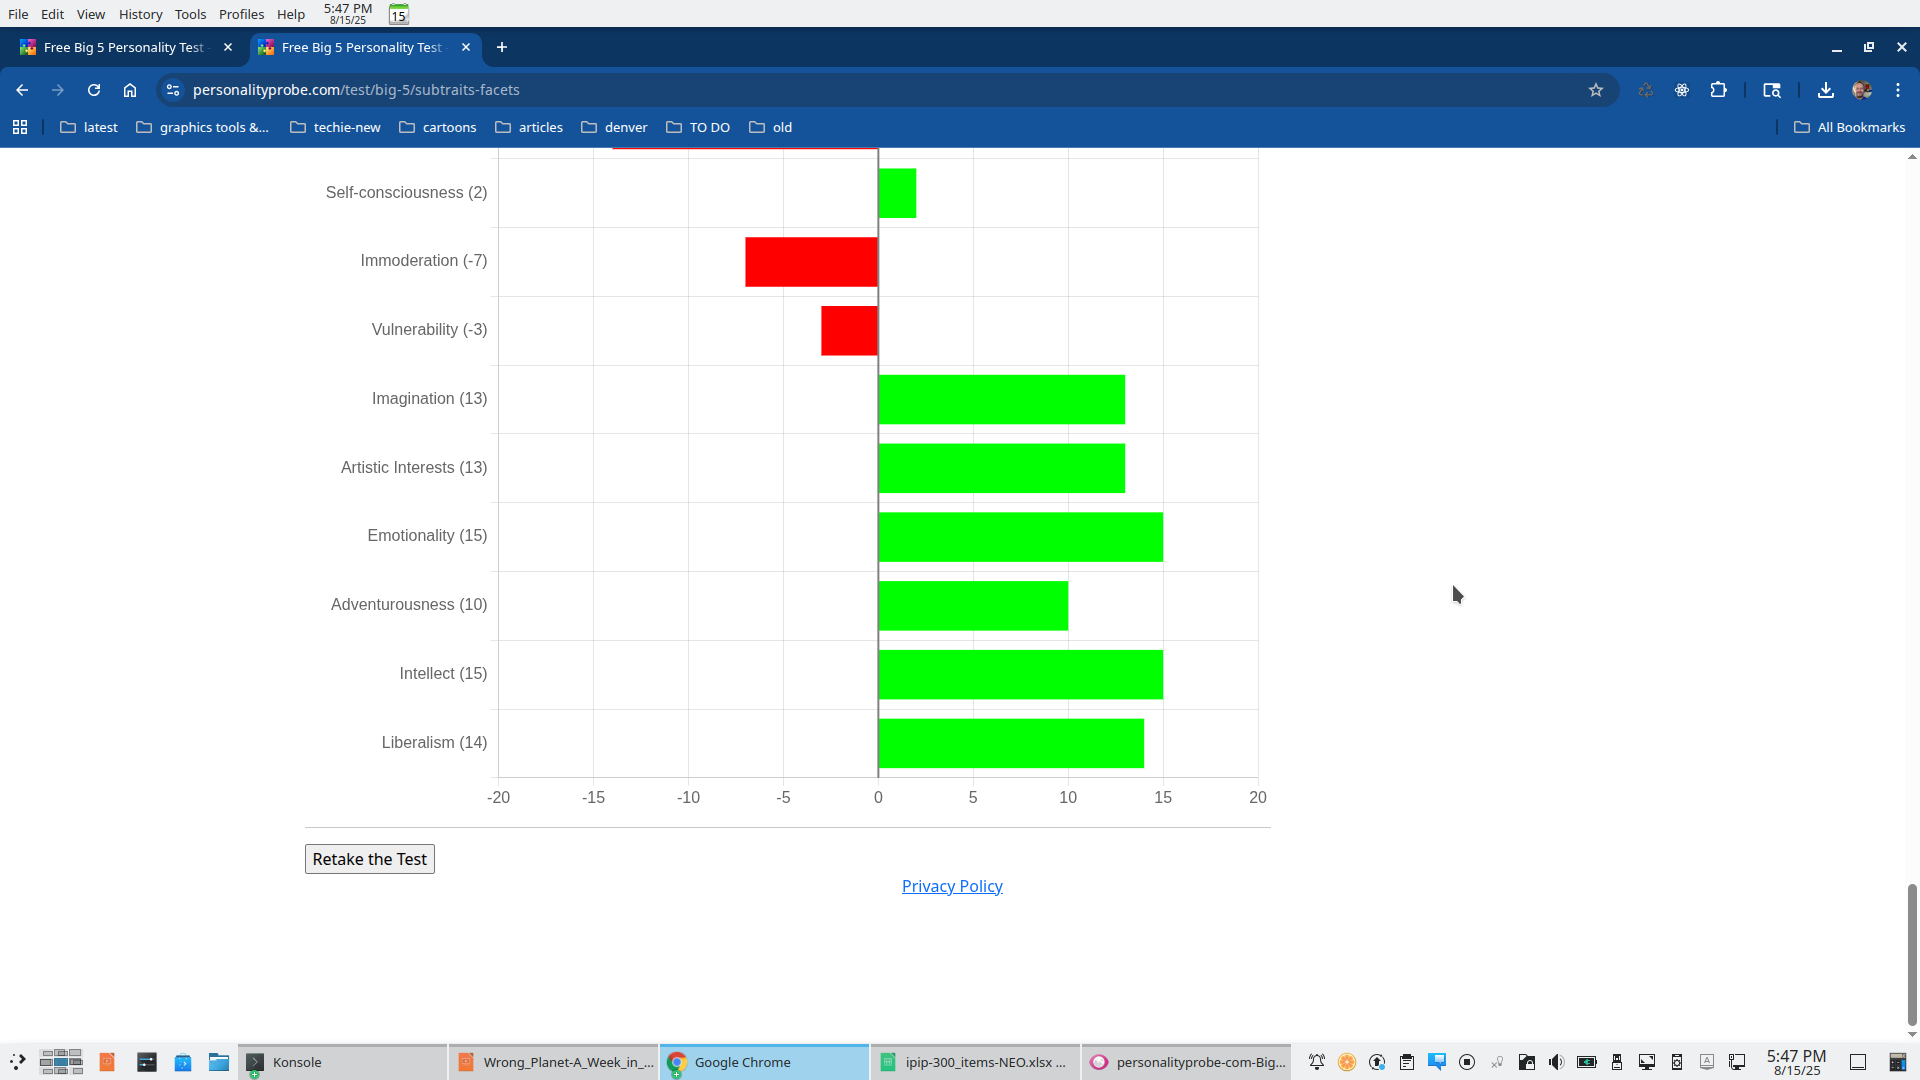 File Edit View History Tools Profiles Help 5:47 PM
8/15/25 15
Free Big 5 Personality Test Free Big 5 Personality Test
personalityprobe.com/test/big-5/subtraits-facets
latest graphics tools &... techie-new cartoons articles denver TO DO old All Bookmarks
Self-consciousness (2)
Immoderation (-7)
Vulnerability (-3)
Imagination (13)
Artistic Interests (13)
Emotionality (15)
Adventurousness (10)
Intellect (15)
Liberalism (14)
-20 -15 -10 -5 0 5 10 15 20
Retake the Test
Privacy Policy
Konsole Wrong_Planet-A_Week_in_... Google Chrome ipip-300_items-NEO.xlsx ... personalityprobe-com-Big... 5:47 PM
8/15/25